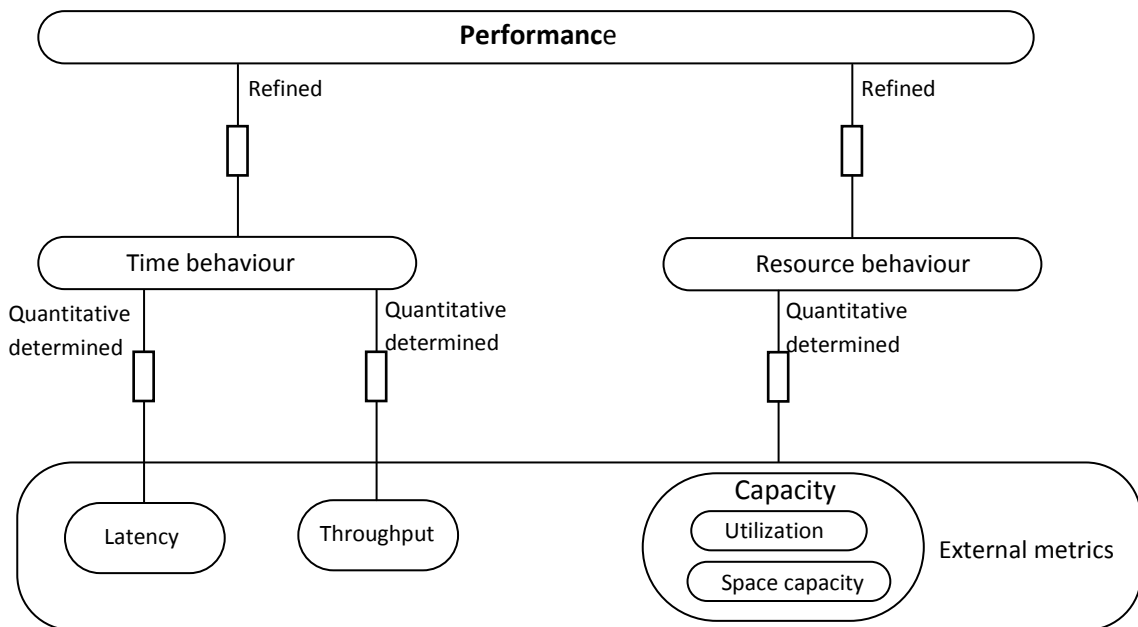 Performance
Refined
Refined
Time behaviour
Resource behaviour
Quantitative
determined
Quantitative
determined
Quantitative
determined
Capacity
Latency
Throughput
Utilization
External metrics
Space capacity